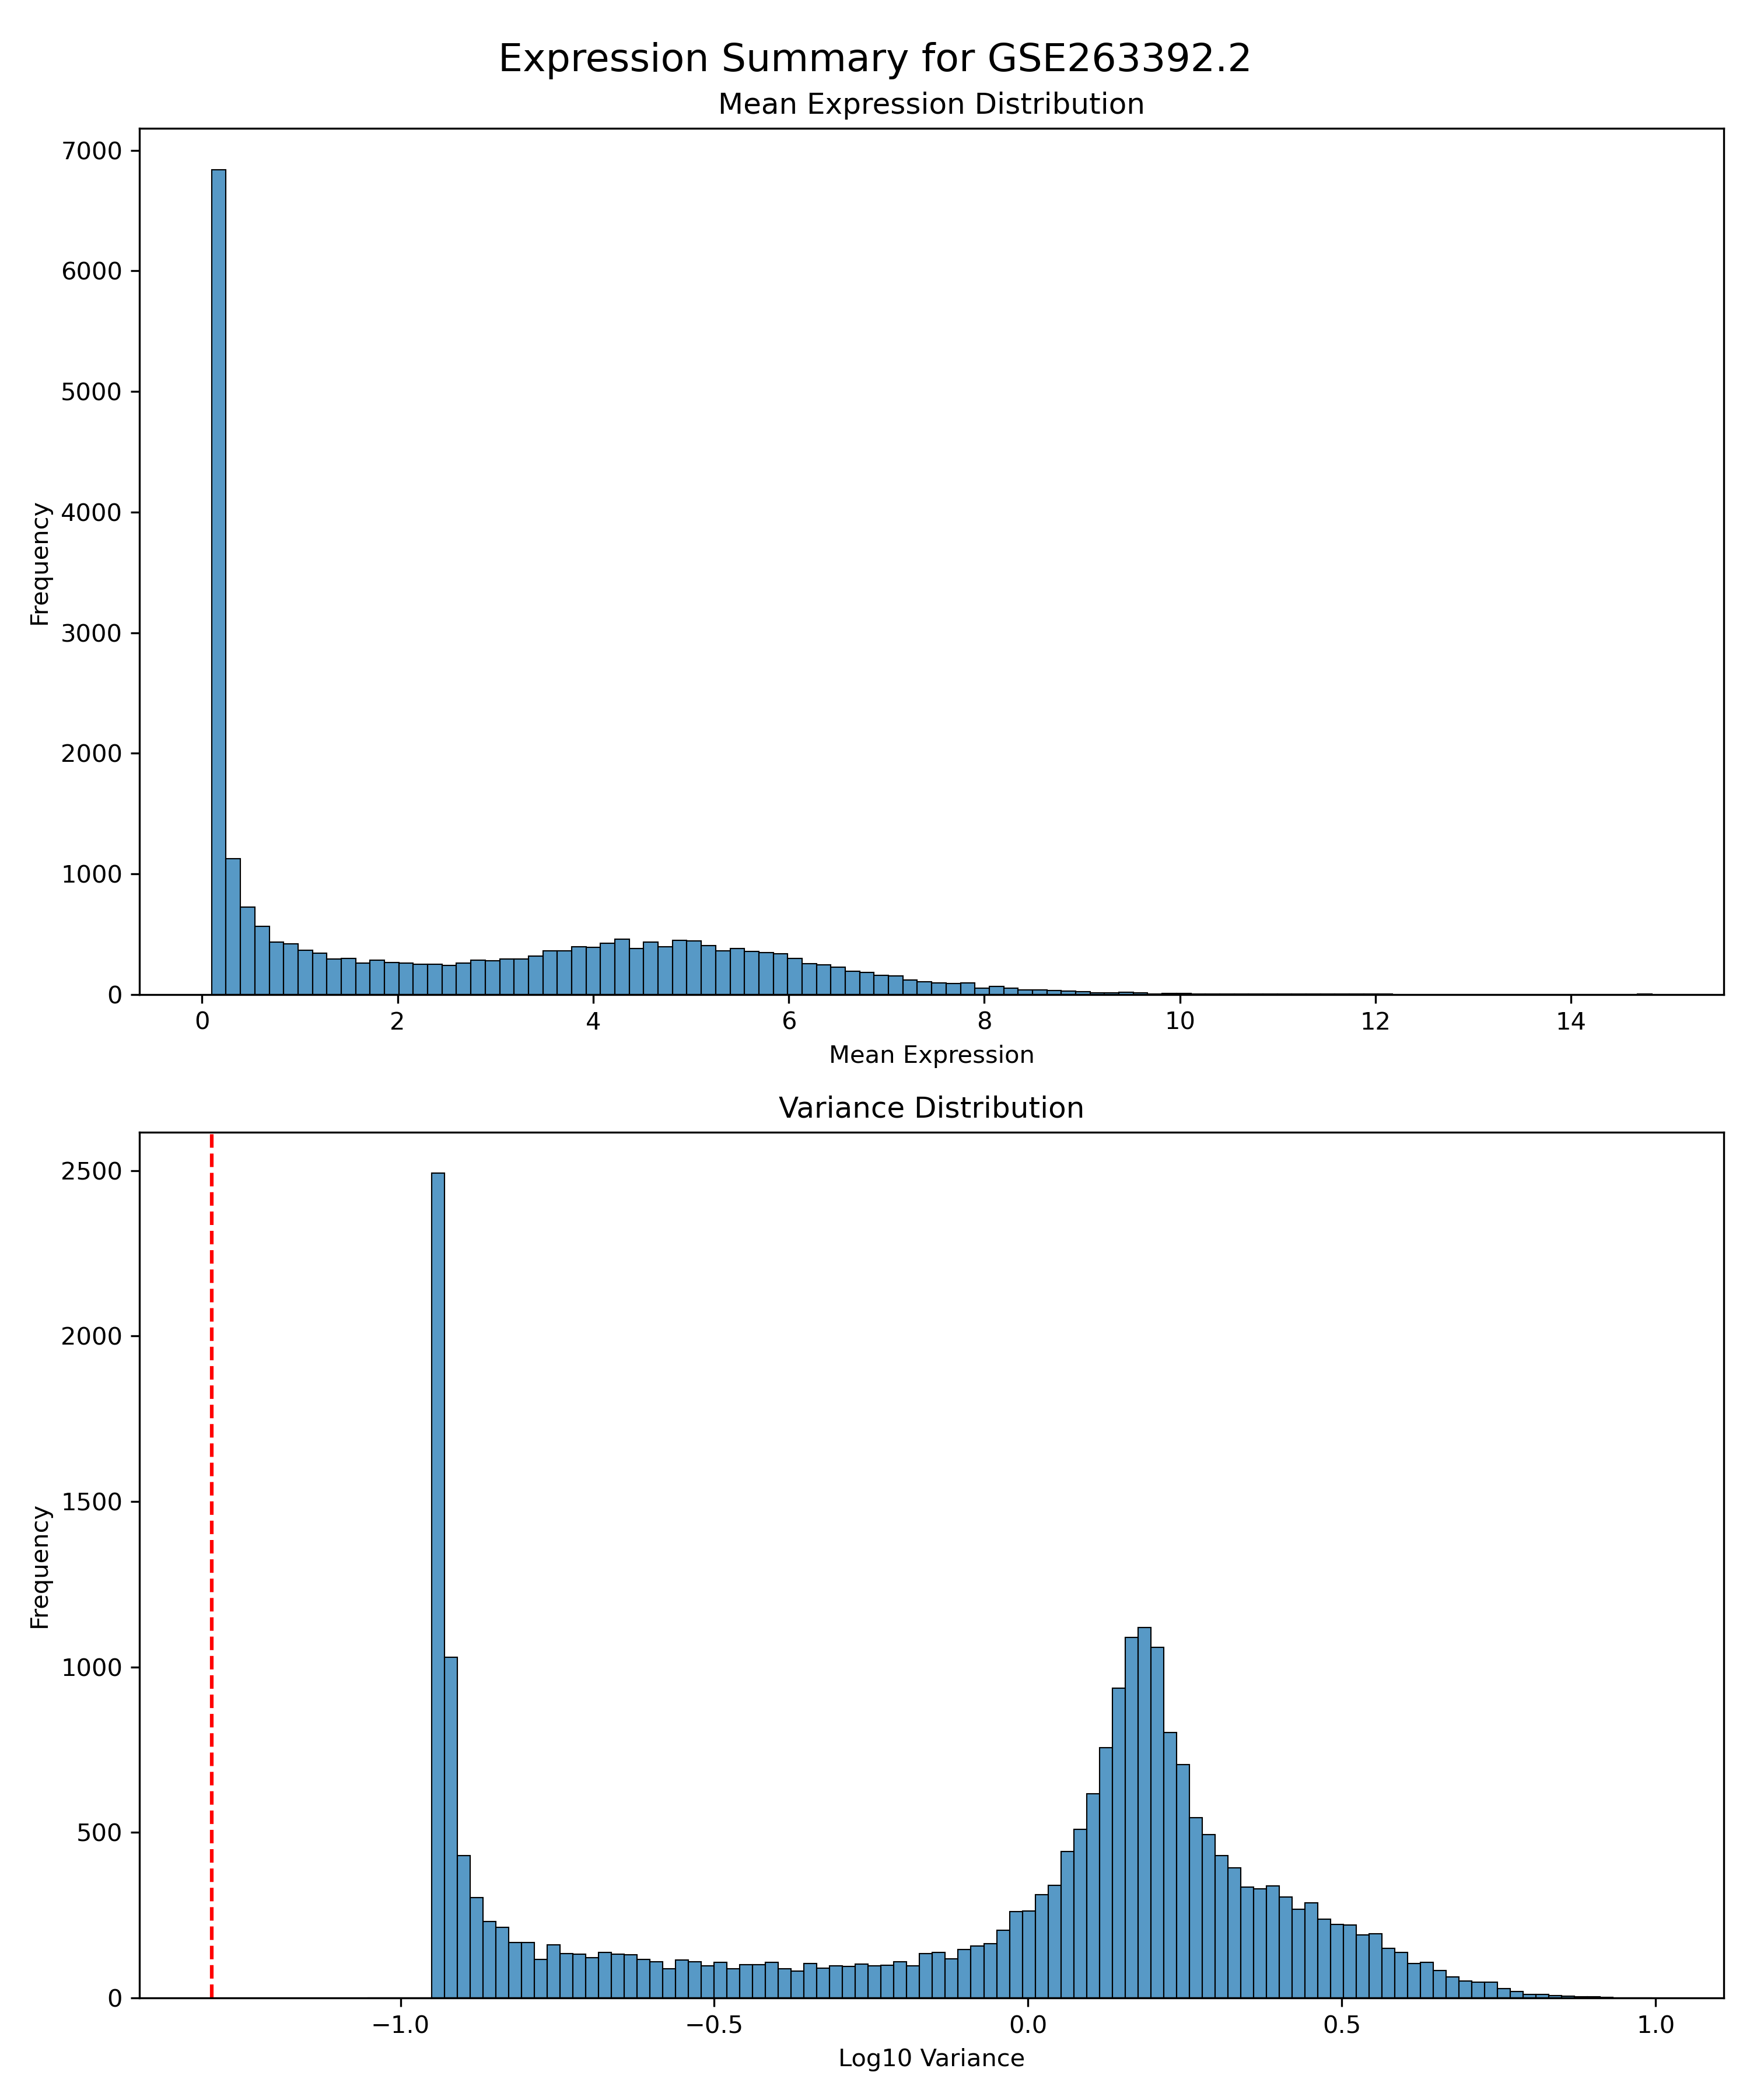 Expression Summary for GSE263392.2
Mean Expression Distribution
7000
6000
5000
4000
3000
2000
1000
0
Frequency
0 2 4 6 8 10 12 14
Mean Expression
Variance Distribution
2500
2000
1500
1000
500
0
Frequency
−1.0 −0.5 0.0 0.5 1.0
Log10 Variance